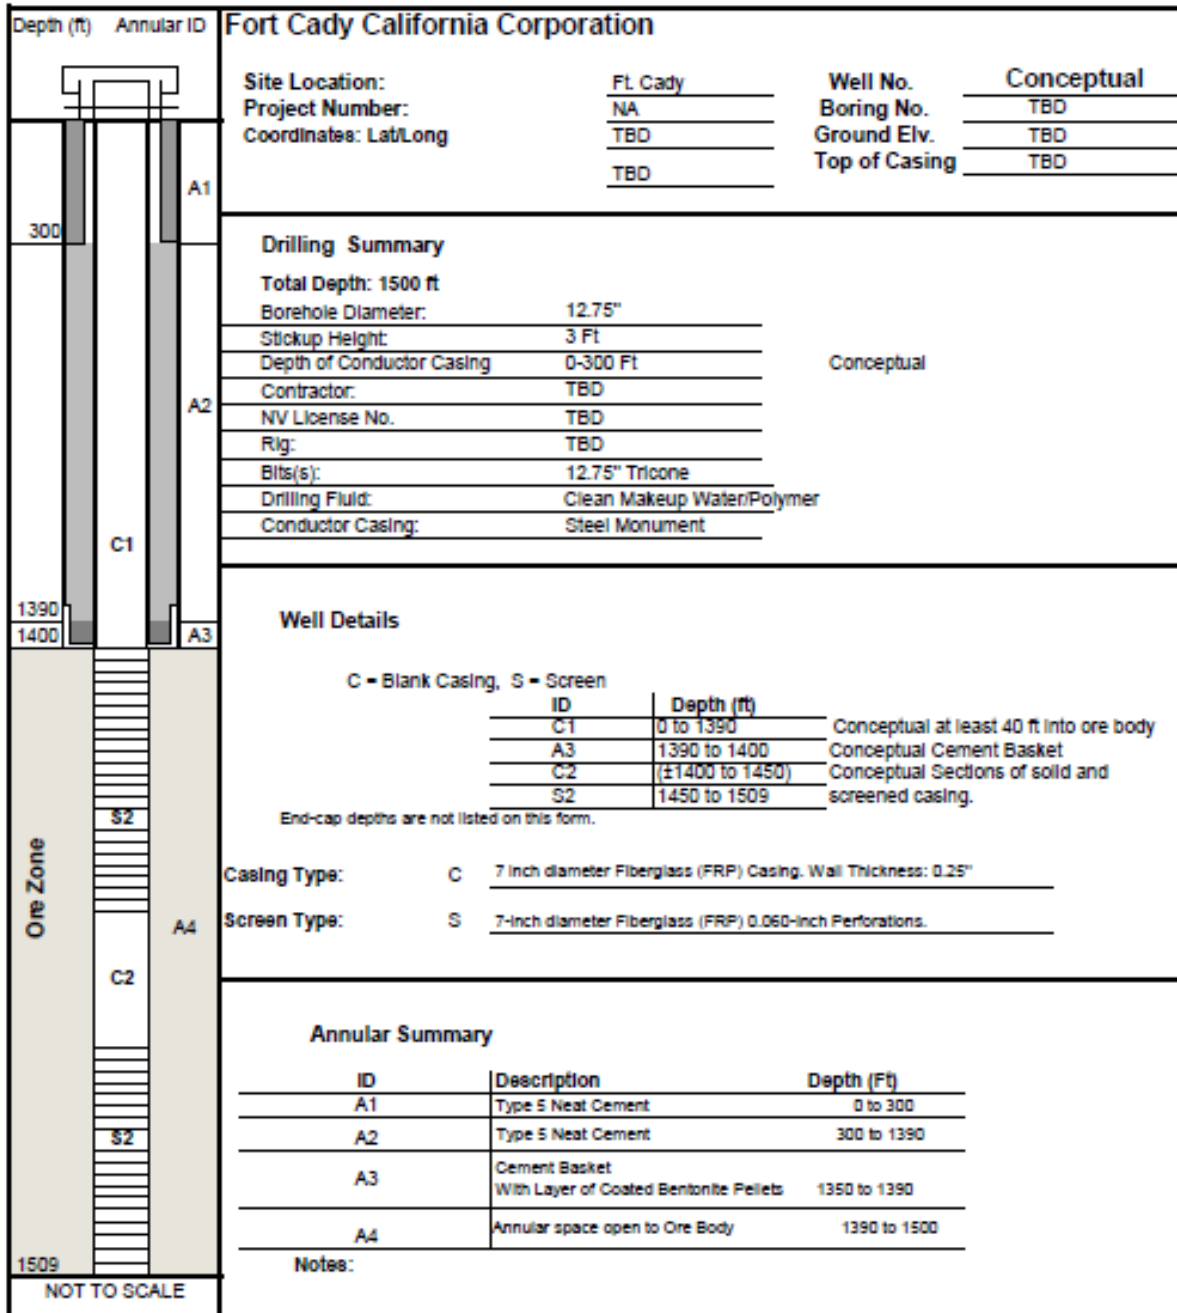 Depth (ft) Annular ID
Fort Cady California Corporation
Site Location: Ft. Cady Well No. Conceptual
Project Number: NA Boring No. TBD
Coordinates: Lat/Long TBD Ground Elv. TBD
TBD Top of Casing TBD
A1
300
Drilling Summary
Total Depth: 1500 ft
Borehole Diameter: 12.75"
Stickup Height: 3 Ft
Depth of Conductor Casing 0-300 Ft Conceptual
Contractor: TBD
A2
NV License No. TBD
Rig: TBD
Bits(s): 12.75" Tricone
Drilling Fluid: Clean Makeup Water/Polymer
Conductor Casing: Steel Monument
C1
1390
1400 A3
Well Details
C = Blank Casing, S = Screen
ID Depth (ft)
C1 0 to 1390 Conceptual at least 40 ft into ore body
A3 1390 to 1400 Conceptual Cement Basket
C2 (±1400 to 1450) Conceptual Sections of solid and
S2 1450 to 1509 screened casing.
End-cap depths are not listed on this form.
S2
Ore Zone
Casing Type: C 7 inch diameter Fiberglass (FRP) Casing. Wall Thickness: 0.25"
Screen Type: S 7-inch diameter Fiberglass (FRP) 0.060-inch Perforations.
A4
C2
Annular Summary
ID Description Depth (Ft)
A1 Type 5 Neat Cement 0 to 300
A2 Type 5 Neat Cement 300 to 1390
S2
A3 Cement Basket
With Layer of Coated Bentonite Pellets 1350 to 1390
A4 Annular space open to Ore Body 1390 to 1500
1509
Notes:
NOT TO SCALE